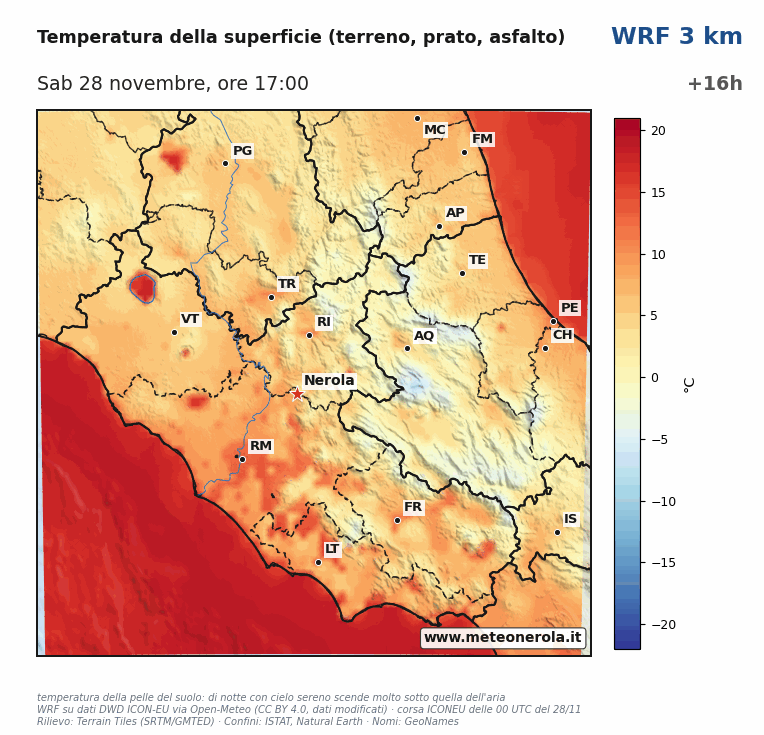 Temperatura della superficie (terreno, prato, asfalto)
WRF 3 km
Sab 28 novembre, ore 17:00
+16h
MC
FM
PG
AP
TE
TR
PE
VT
RI
CH
AQ
Nerola
RM
FR
IS
LT
www.meteonerola.it
20
15
10
5
0
−5
−10
−15
−20
°C
temperatura della pelle del suolo: di notte con cielo sereno scende molto sotto quella dell'aria
WRF su dati DWD ICON-EU via Open-Meteo (CC BY 4.0, dati modificati) · corsa ICONEU delle 00 UTC del 28/11
Rilievo: Terrain Tiles (SRTM/GMTED) · Confini: ISTAT, Natural Earth · Nomi: GeoNames